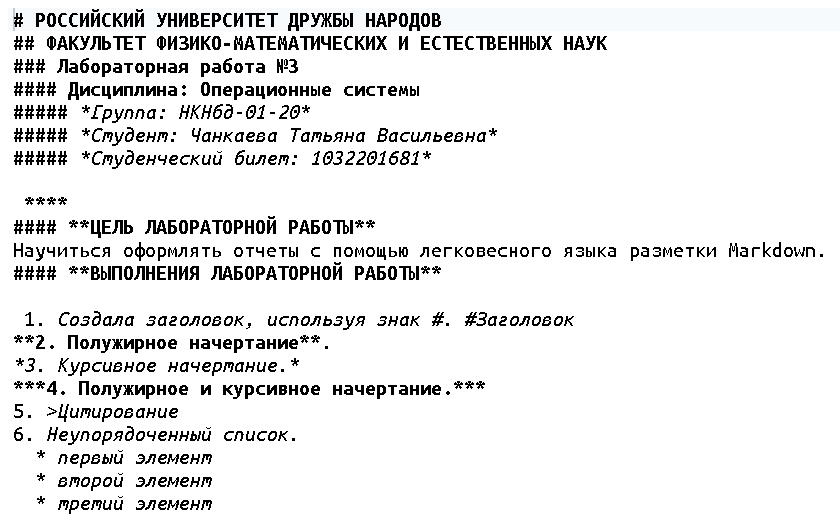 # РОССИЙСКИЙ УНИВЕРСИТЕТ ДРУЖБЫ НАРОДОВ
## ФАКУЛЬТЕТ ФИЗИКО-МАТЕМАТИЧЕСКИХ И ЕСТЕСТВЕННЫХ НАУК
### Лабораторная работа №3
#### Дисциплина: Операционные системы
##### *Группа: НКНбд-01-20*
##### *Студент: Чанкаева Татьяна Васильевна*
##### *Студенческий билет: 1032201681*
****
#### **ЦЕЛЬ ЛАБОРАТОРНОЙ РАБОТЫ**
Научиться оформлять отчеты с помощью легковесного языка разметки Markdown.
#### **ВЫПОЛНЕНИЯ ЛАБОРАТОРНОЙ РАБОТЫ**
1. Создала заголовок, используя знак #. #Заголовок
**2. Полужирное начертание**.
*3. Курсивное начертание.*
***4. Полужирное и курсивное начертание.***
5. >Цитирование
6. Неупорядоченный список.
* первый элемент
* второй элемент
* третий элемент